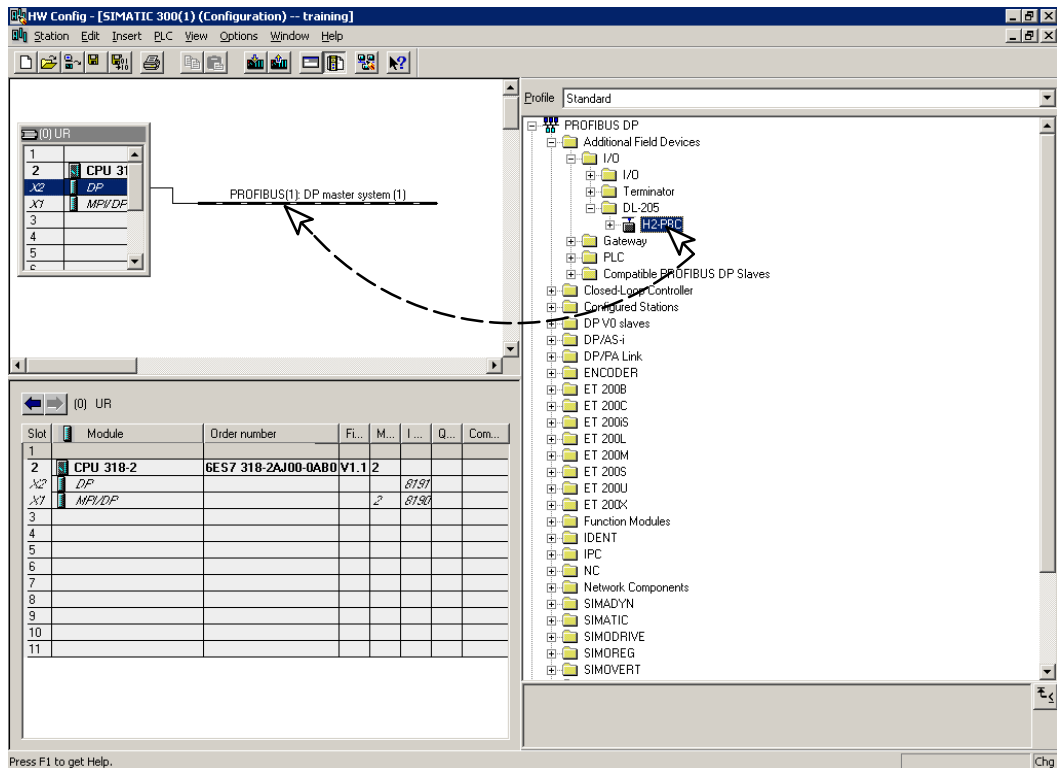 HW Config - [SIMATIC 300(1) (Configuration) -- training]
Station Edit Insert PLC View Options Window Help
(0) UR
1
2 CPU 31
X2 DP
X1 MPI/DP
3
4
5
6
PROFIBUS(1): DP master system (1)
Profile Standard
PROFIBUS DP
Additional Field Devices
I/O
I/O
Terminator
DL-205
H2-PBC
Gateway
PLC
Compatible PROFIBUS DP Slaves
Closed-Loop Controller
Configured Stations
DP V0 slaves
DP/AS-i
DP/PA Link
ENCODER
ET 200B
ET 200C
ET 200iS
ET 200L
ET 200M
ET 200S
ET 200U
ET 200X
Function Modules
IDENT
IPC
NC
Network Components
SIMADYN
SIMATIC
SIMODRIVE
SIMOREG
SIMOVERT
(0) UR
Slot Module Order number Fi... M... I ... Q... Com...
1
2 CPU 318-2 6ES7 318-2AJ00-0AB0 V1.1 2
X2 DP 8191
X1 MPI/DP 2 8190
3
4
5
6
7
8
9
10
11
Press F1 to get Help.
Chg